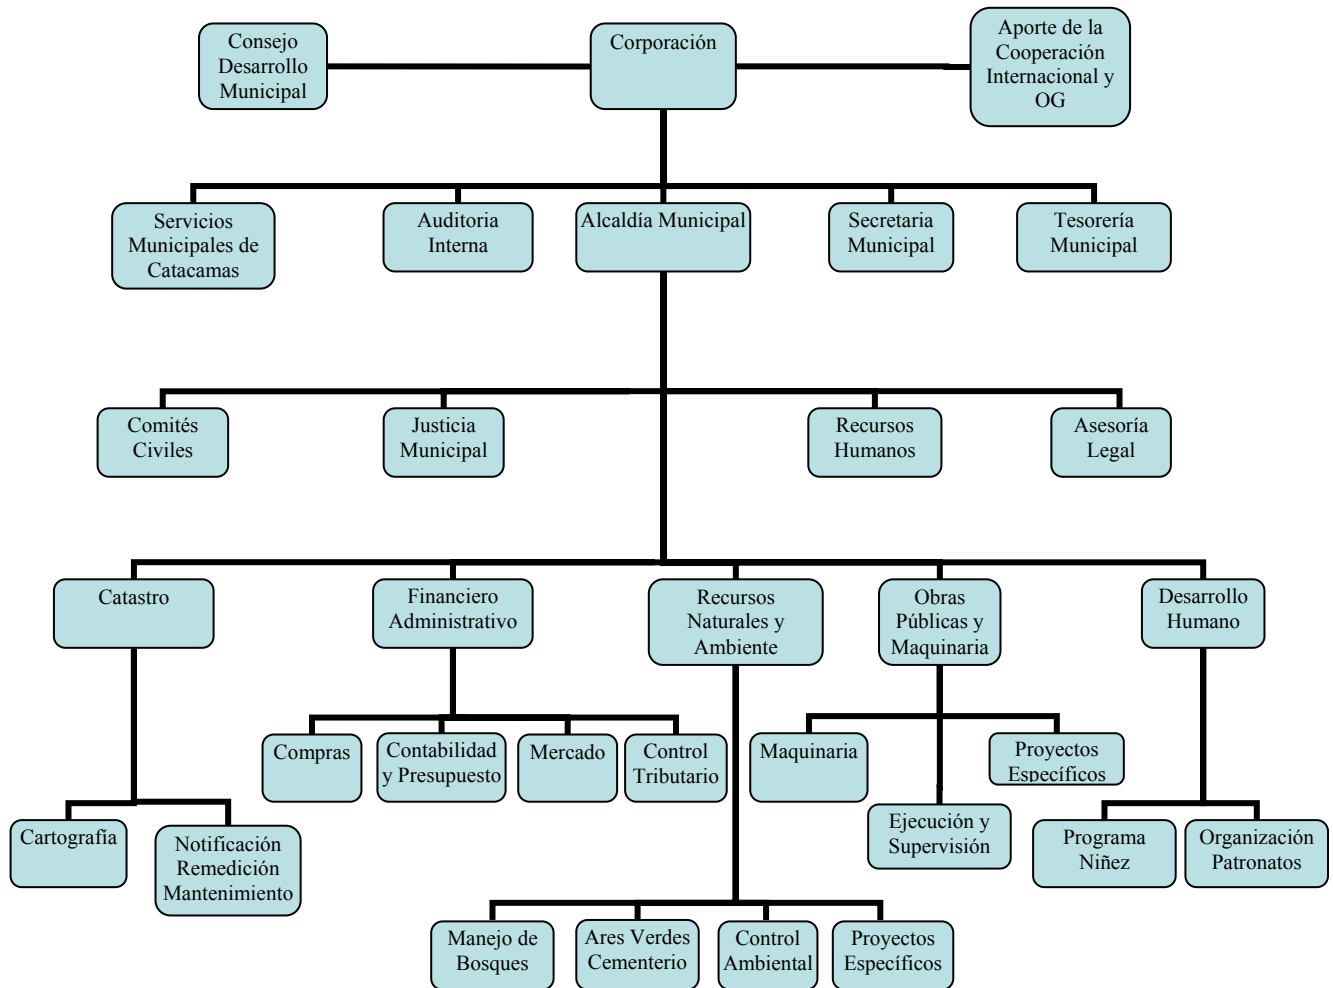 Consejo
Desarrollo
Municipal
Corporación
Aporte de la
Cooperación
Internacional y
OG
Servicios
Municipales de
Catacamas
Auditoria
Interna
Alcaldía Municipal
Secretaria
Municipal
Tesorería
Municipal
Comités
Civiles
Justicia
Municipal
Recursos
Humanos
Asesoría
Legal
Catastro
Financiero
Administrativo
Recursos
Naturales y
Ambiente
Obras
Públicas y
Maquinaria
Desarrollo
Humano
Compras
Contabilidad
y Presupuesto
Mercado
Control
Tributario
Maquinaria
Proyectos
Específicos
Cartografía
Notificación
Remedición
Mantenimiento
Ejecución y
Supervisión
Programa
Niñez
Organización
Patronatos
Manejo de
Bosques
Ares Verdes
Cementerio
Control
Ambiental
Proyectos
Específicos